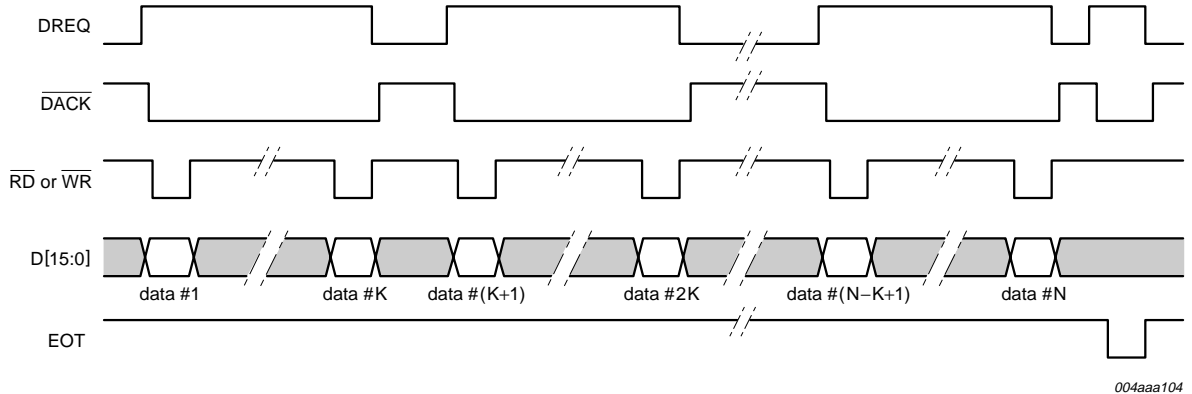 DREQ
DACK
RD or WR
D[15:0]
data #1 data #K data #(K+1) data #2K data #(N−K+1) data #N
EOT
004aaa104